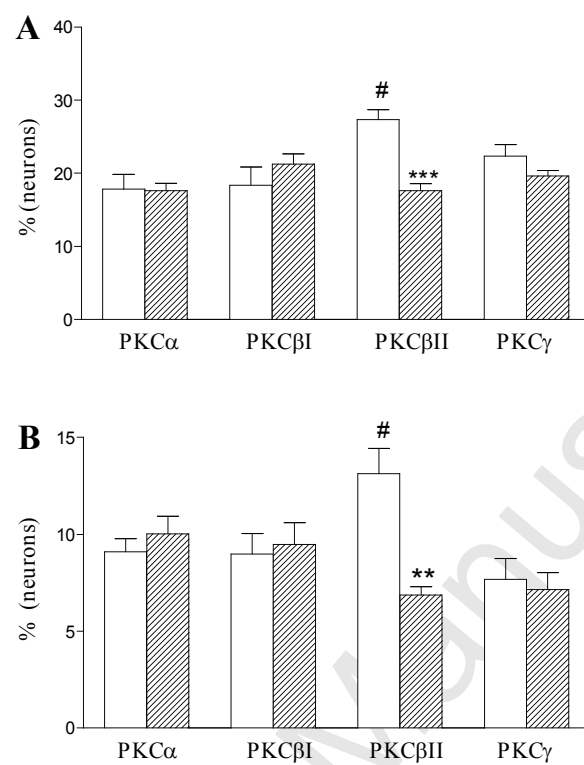 A
40
30
20
10
0
% (neurons)
#
***
PKCα
PKCβI
PKCβII
PKCγ
B
15
10
5
0
% (neurons)
#
**
PKCα
PKCβI
PKCβII
PKCγ
Manus